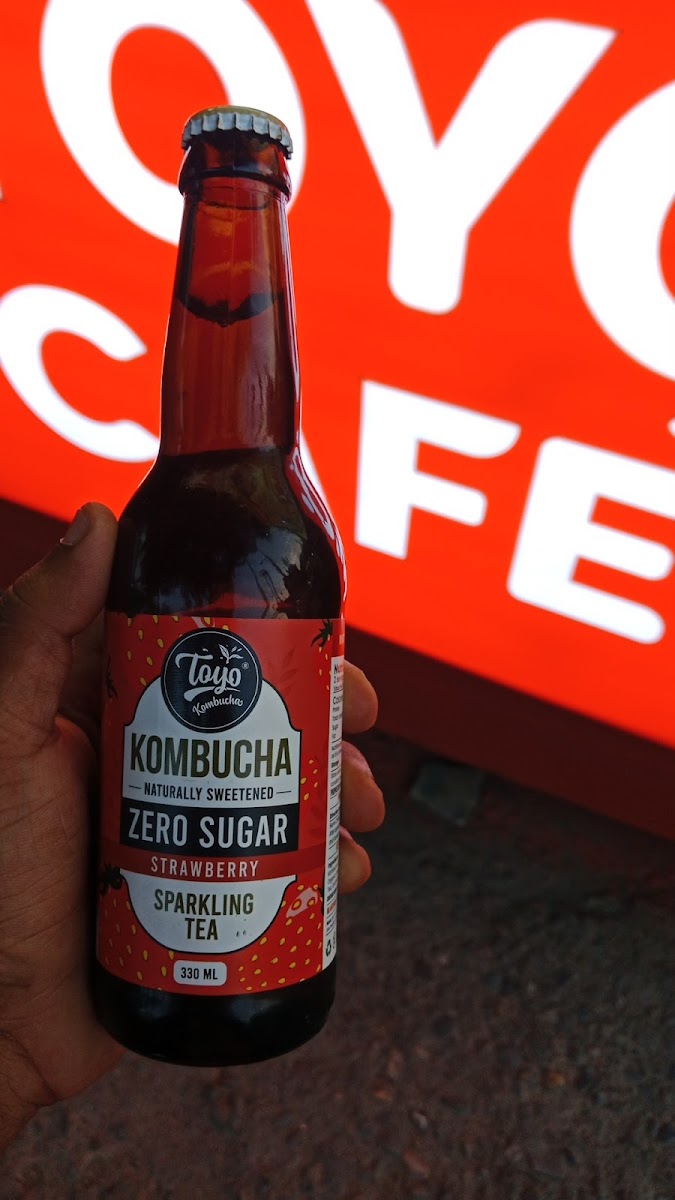 OYO
CAFE
Toyo®
Kombucha
KOMBUCHA
NATURALLY SWEETENED
ZERO SUGAR
STRAWBERRY
SPARKLING
TEA
330 ML